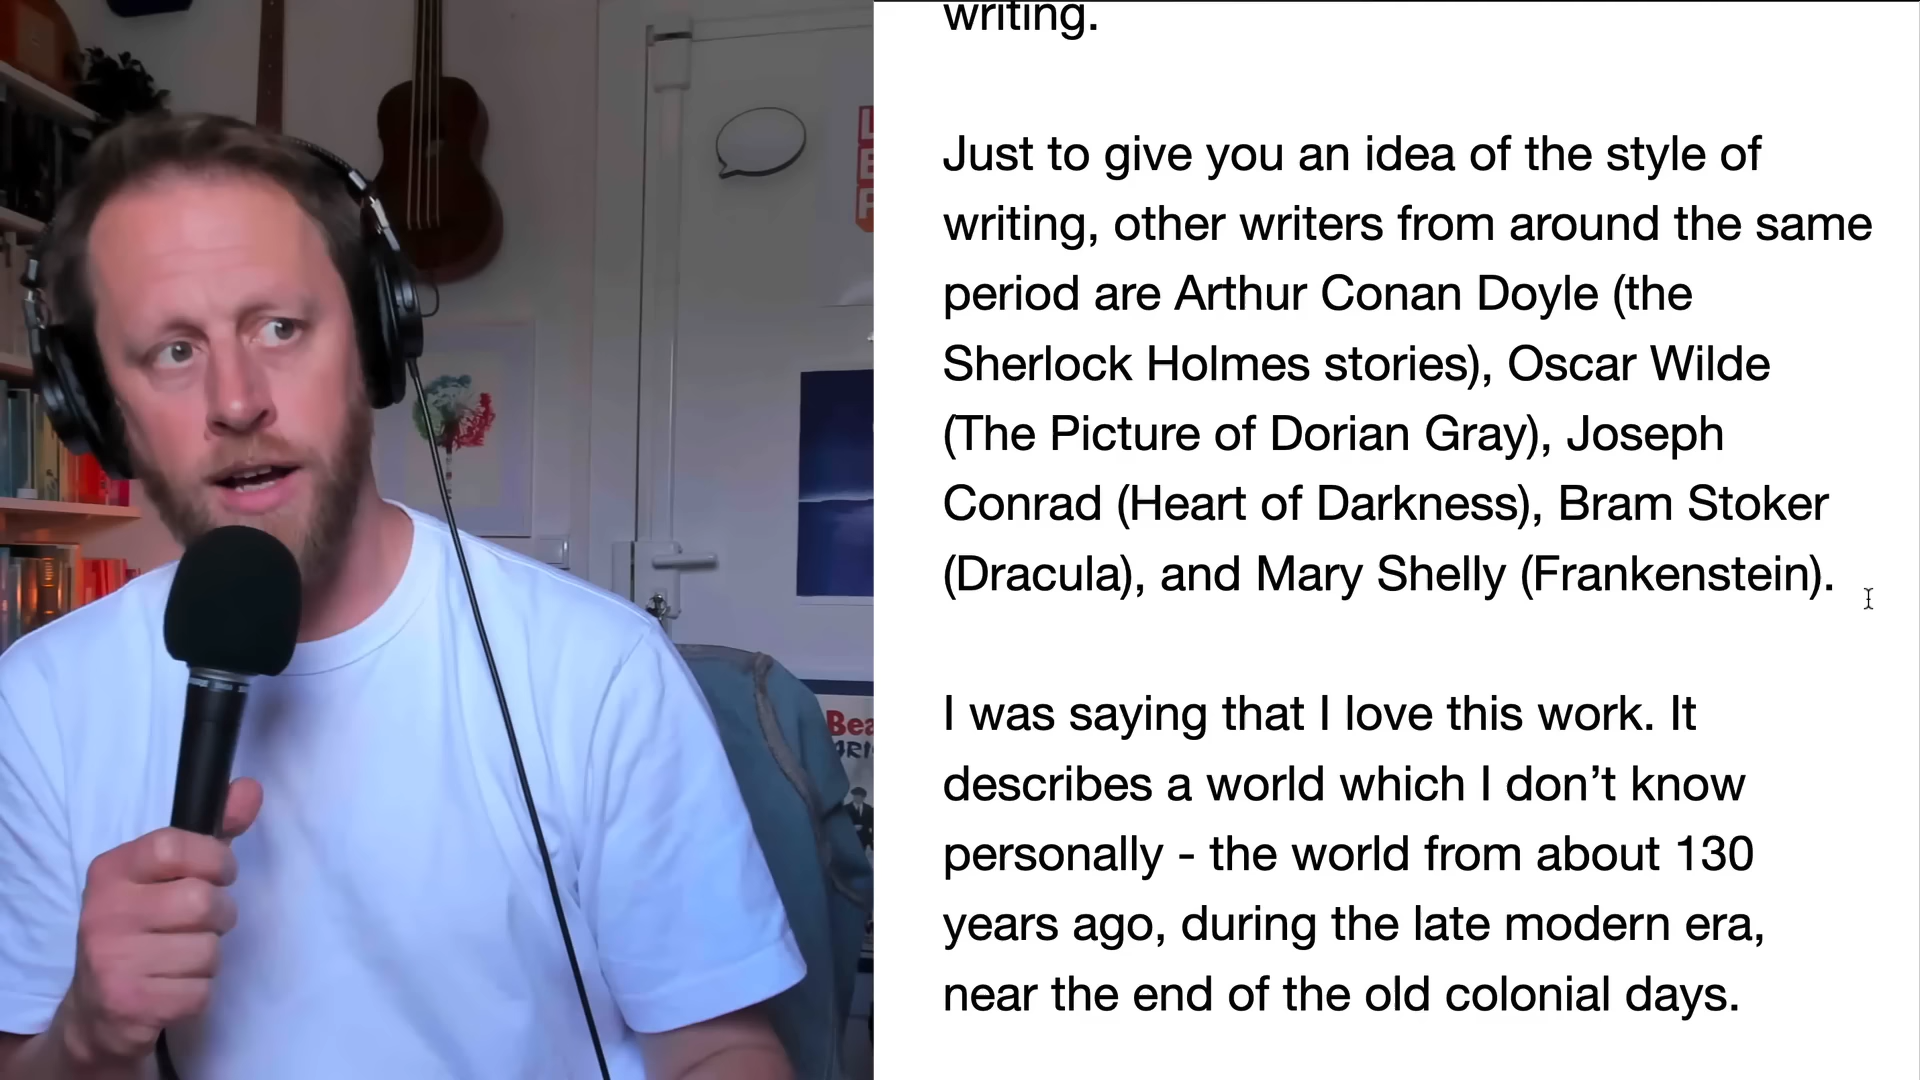 writing.
Just to give you an idea of the style of
writing, other writers from around the same
period are Arthur Conan Doyle (the
Sherlock Holmes stories), Oscar Wilde
(The Picture of Dorian Gray), Joseph
Conrad (Heart of Darkness), Bram Stoker
(Dracula), and Mary Shelly (Frankenstein).
I was saying that I love this work. It
describes a world which I don’t know
personally - the world from about 130
years ago, during the late modern era,
near the end of the old colonial days.
L
E
P
Bea